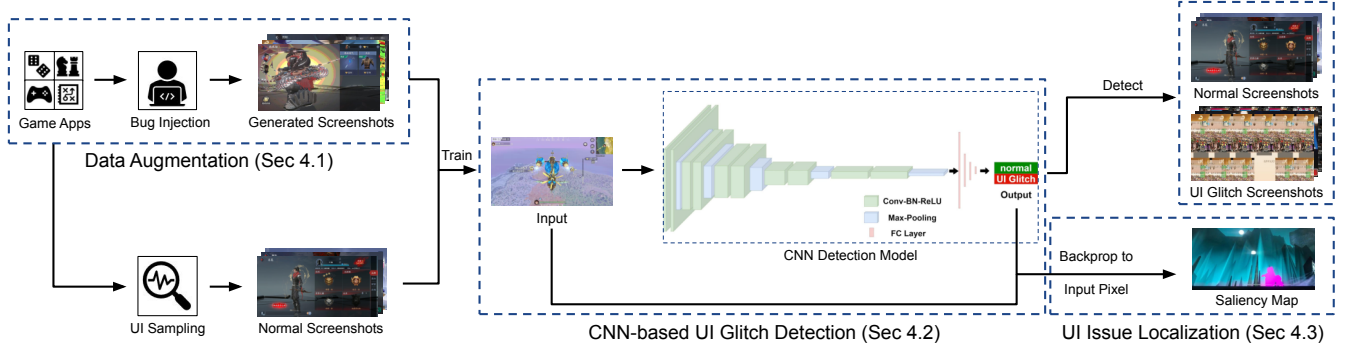 Game Apps
Bug Injection
Generated Screenshots
Data Augmentation (Sec 4.1)
UI Sampling
Normal Screenshots
Train
Input
Conv-BN-ReLU
Max-Pooling
FC Layer
normal
UI Glitch
Output
CNN Detection Model
CNN-based UI Glitch Detection (Sec 4.2)
Detect
Normal Screenshots
UI Glitch Screenshots
Backprop to
Input Pixel
Saliency Map
UI Issue Localization (Sec 4.3)